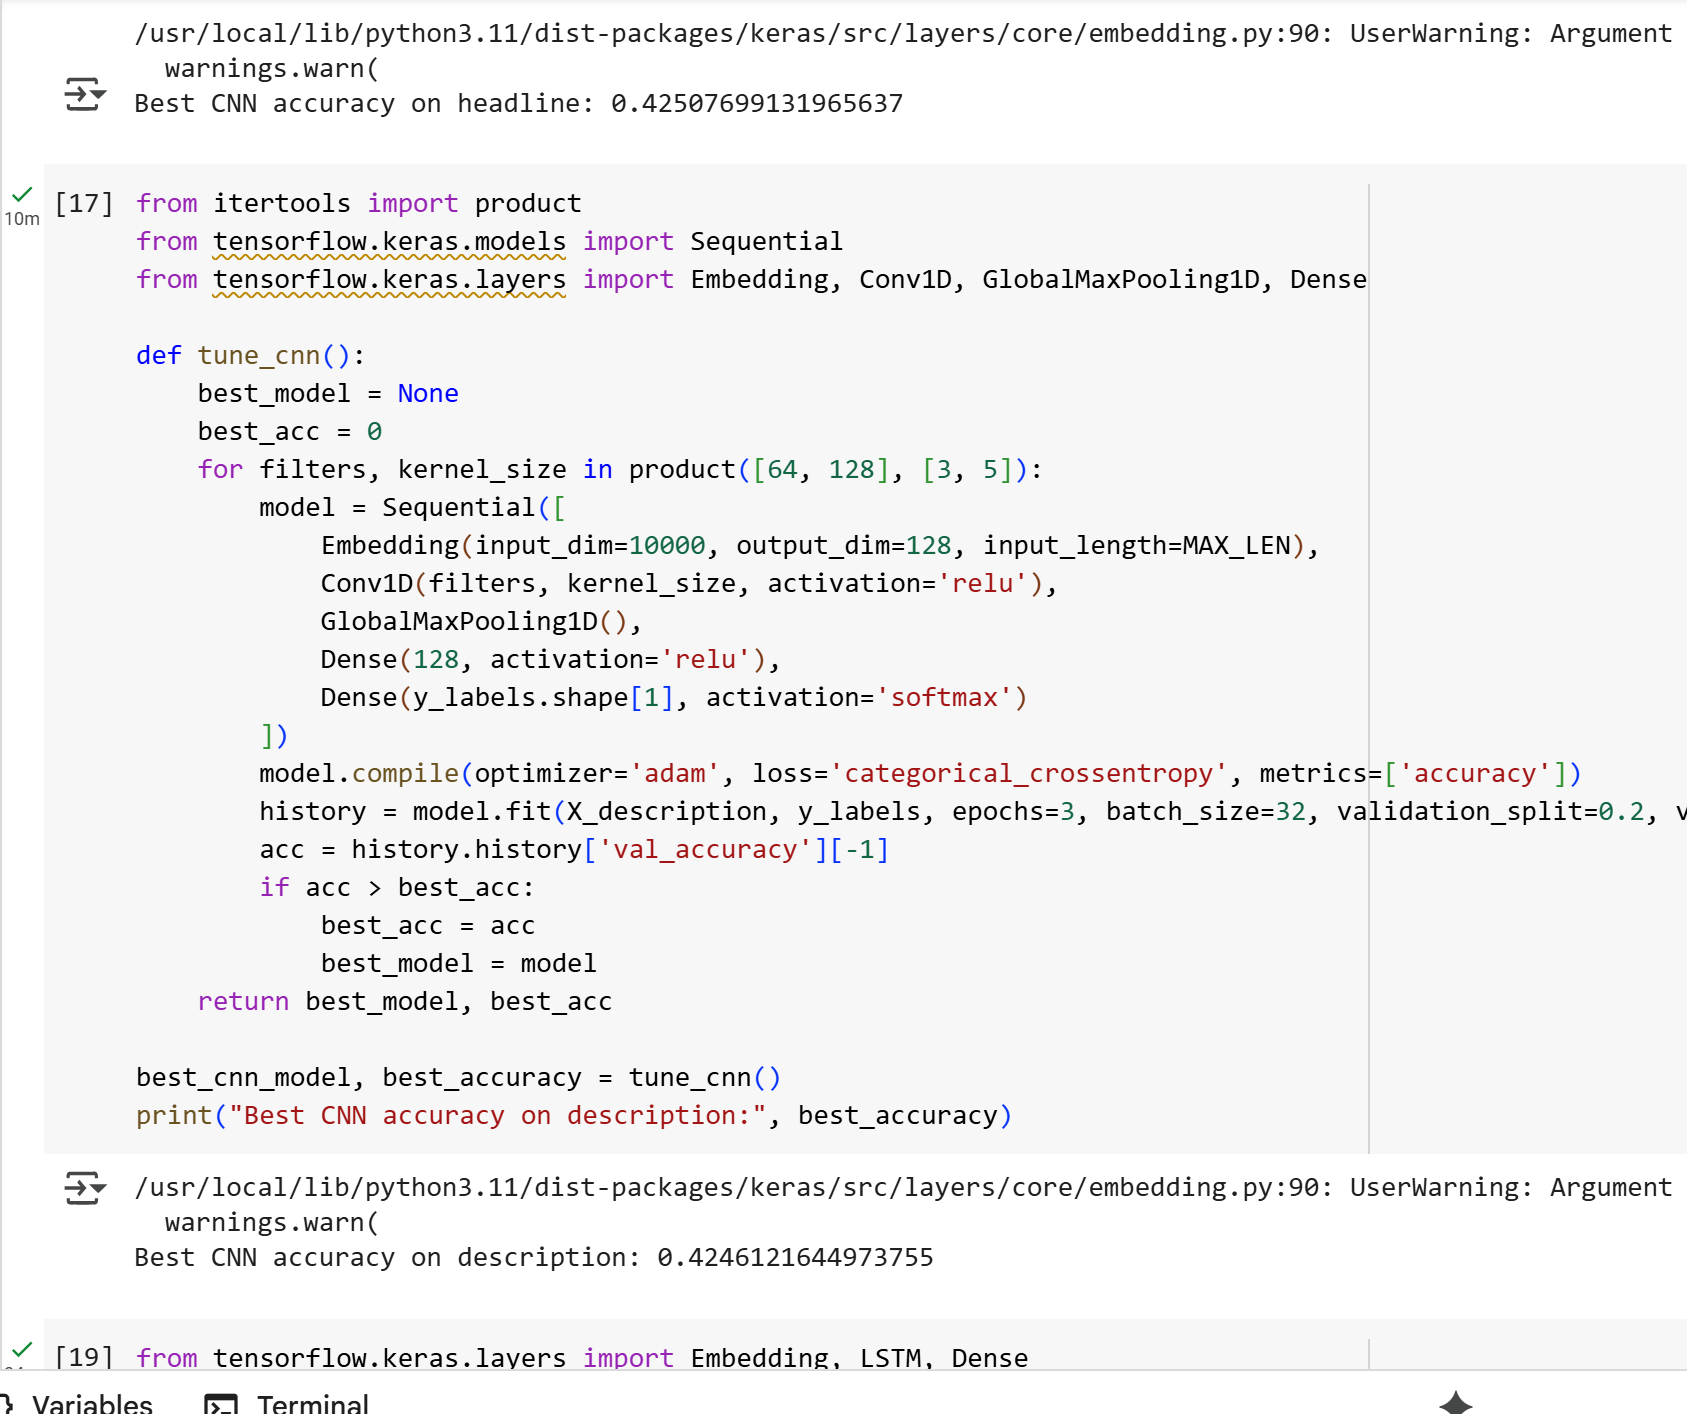 /usr/local/lib/python3.11/dist-packages/keras/src/layers/core/embedding.py:90: UserWarning: Argument
  warnings.warn(
Best CNN accuracy on headline: 0.42507699131965637
10m
[17] from itertools import product
from tensorflow.keras.models import Sequential
from tensorflow.keras.layers import Embedding, Conv1D, GlobalMaxPooling1D, Dense

def tune_cnn():
    best_model = None
    best_acc = 0
    for filters, kernel_size in product([64, 128], [3, 5]):
        model = Sequential([
            Embedding(input_dim=10000, output_dim=128, input_length=MAX_LEN),
            Conv1D(filters, kernel_size, activation='relu'),
            GlobalMaxPooling1D(),
            Dense(128, activation='relu'),
            Dense(y_labels.shape[1], activation='softmax')
        ])
        model.compile(optimizer='adam', loss='categorical_crossentropy', metrics=['accuracy'])
        history = model.fit(X_description, y_labels, epochs=3, batch_size=32, validation_split=0.2, v
        acc = history.history['val_accuracy'][-1]
        if acc > best_acc:
            best_acc = acc
            best_model = model
    return best_model, best_acc

best_cnn_model, best_accuracy = tune_cnn()
print("Best CNN accuracy on description:", best_accuracy)
/usr/local/lib/python3.11/dist-packages/keras/src/layers/core/embedding.py:90: UserWarning: Argument
  warnings.warn(
Best CNN accuracy on description: 0.4246121644973755
[19] from tensorflow.keras.layers import Embedding, LSTM, Dense
Variables Terminal